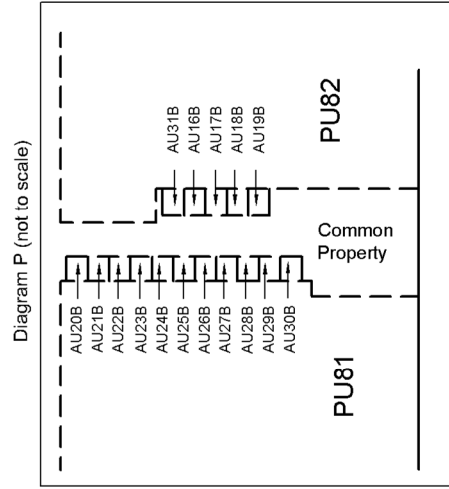 Diagram P (not to scale)
AU31B
AU16B
AU17B
AU18B
AU19B
PU82
Common
Property
AU20B
AU21B
AU22B
AU23B
AU24B
AU25B
AU26B
AU27B
AU28B
AU29B
AU30B
PU81